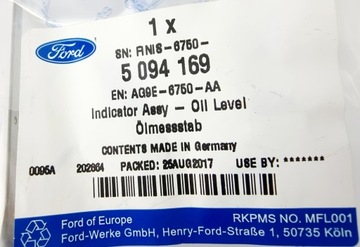 1 x
Ford
SN: FINIS-6750-
5 094 169
EN: AG9E-6750-AA
Indicator Assy - Oil Level
Ölmessstab
CONTENTS MADE IN Germany
0095A 202664 PACKED: 25AUG2017 USE BY: *******
Ford of Europe RKPMS NO. MFL001
Ford-Werke GmbH, Henry-Ford-Straße 1, 50735 Köln